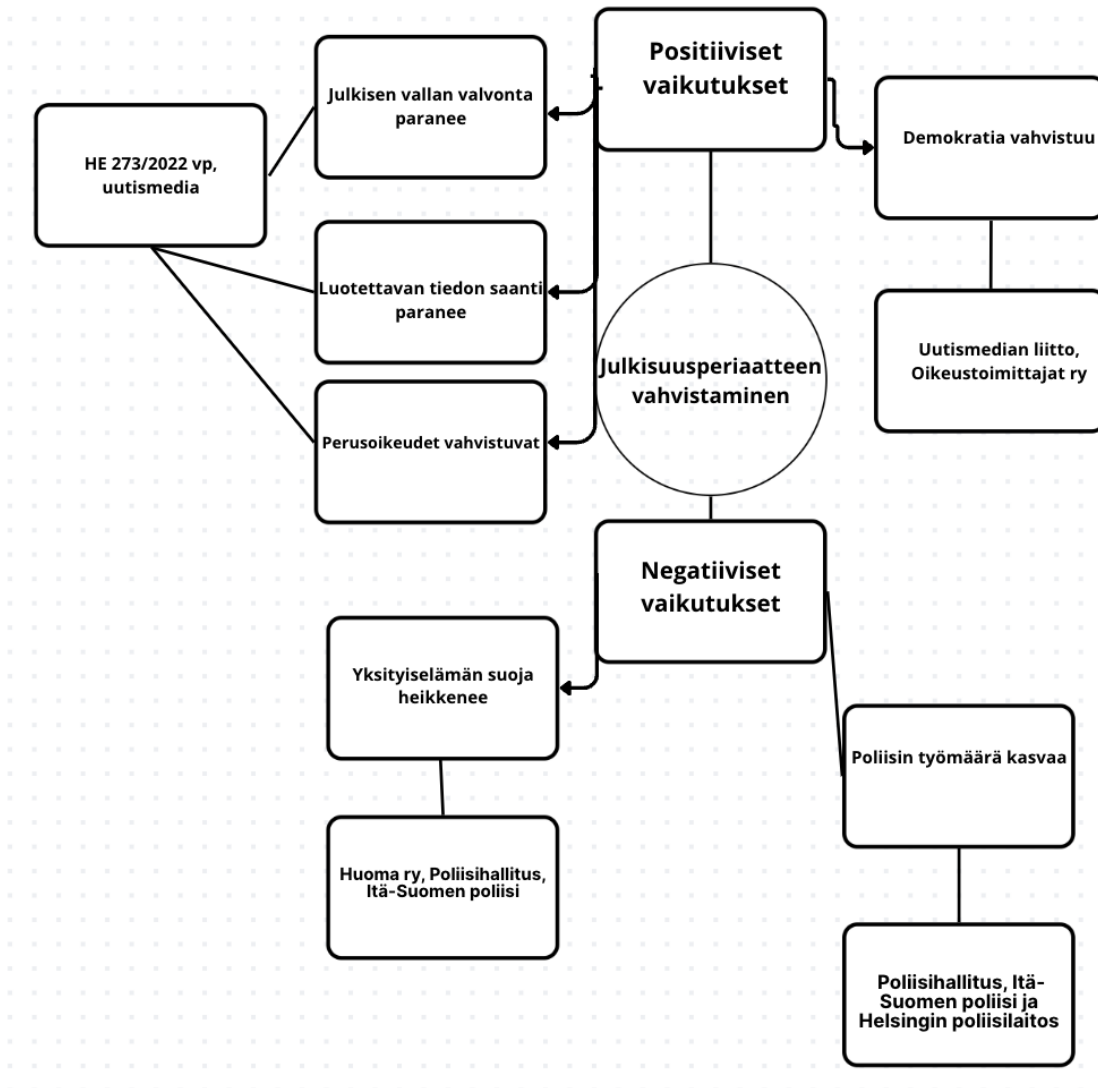 Positiiviset
vaikutukset
Julkisen vallan valvonta
paranee
Demokratia vahvistuu
HE 273/2022 vp,
uutismedia
Luotettavan tiedon saanti
paranee
Uutismedian liitto,
Oikeustoimittajat ry
Julkisuusperiaatteen
vahvistaminen
Perusoikeudet vahvistuvat
Negatiiviset
vaikutukset
Yksityiselämän suoja
heikkenee
Poliisin työmäärä kasvaa
Huoma ry, Poliisihallitus,
Itä-Suomen poliisi
Poliisihallitus, Itä-
Suomen poliisi ja
Helsingin poliisilaitos